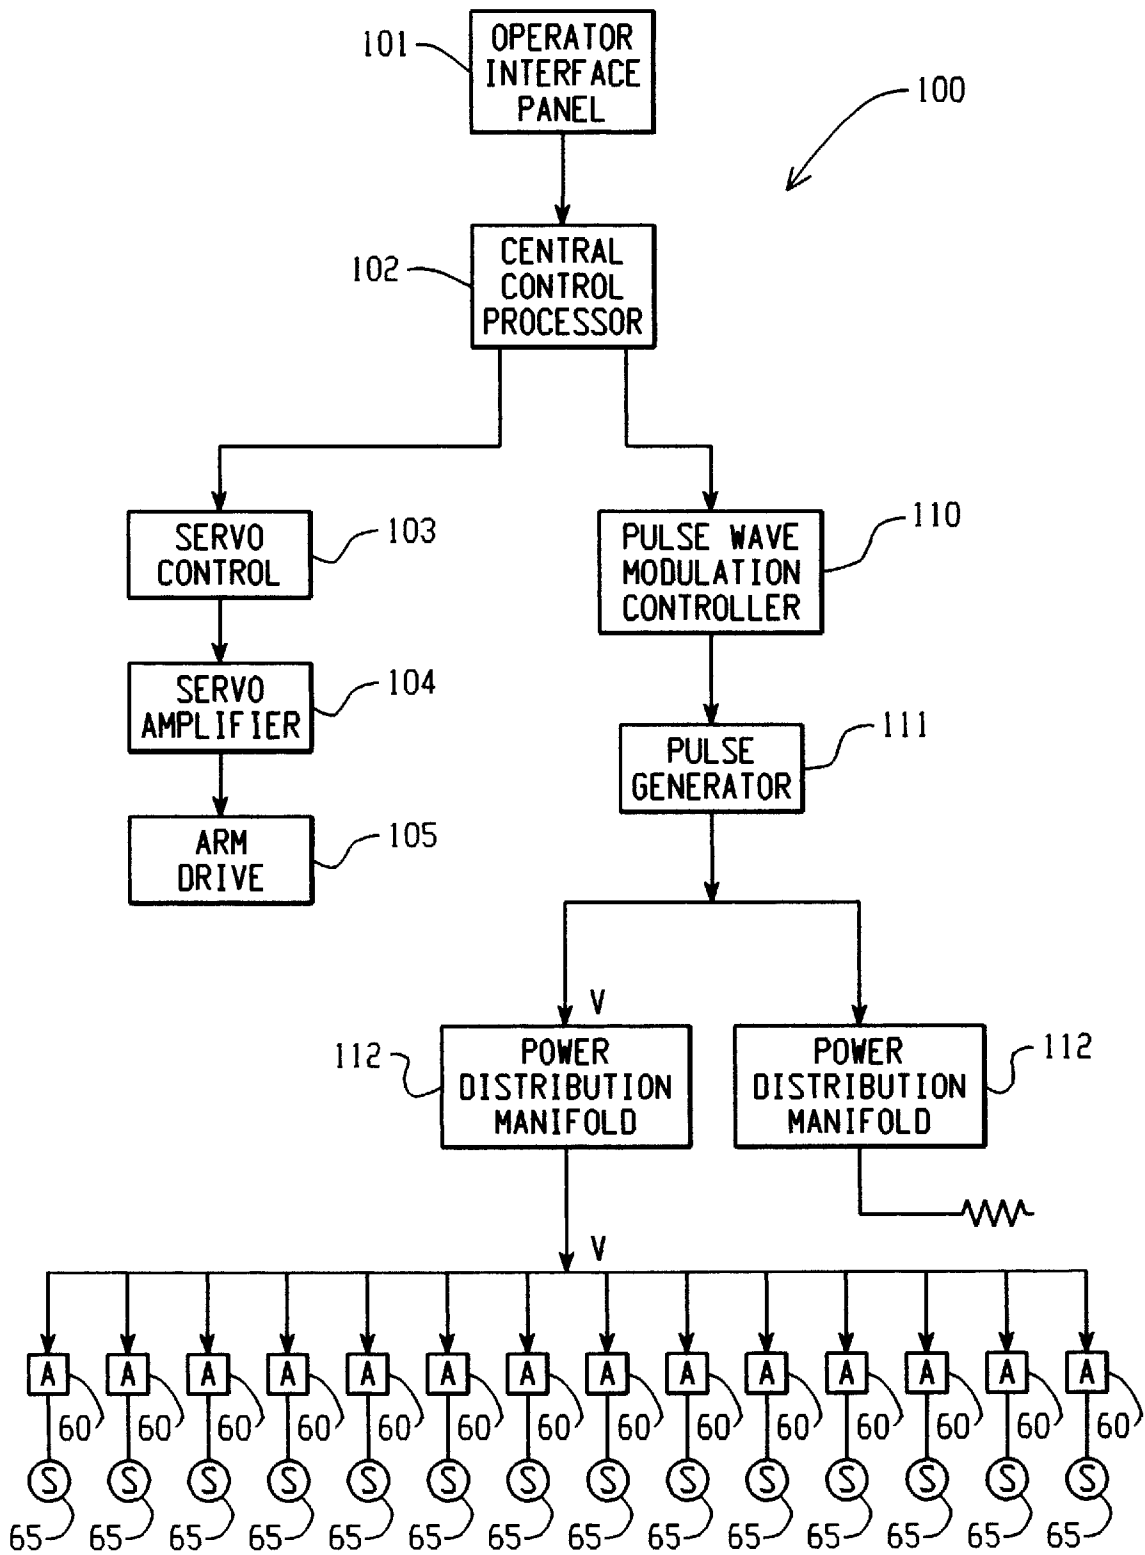 OPERATOR
INTERFACE
PANEL
101
100
CENTRAL
CONTROL
PROCESSOR
102
SERVO
CONTROL
103
PULSE WAVE
MODULATION
CONTROLLER
110
SERVO
AMPLIFIER
104
PULSE
GENERATOR
111
ARM
DRIVE
105
V
112
POWER
DISTRIBUTION
MANIFOLD
POWER
DISTRIBUTION
MANIFOLD
112
V
A A A A A A A A A A A A A A
60 60 60 60 60 60 60 60 60 60 60 60 60 60
S S S S S S S S S S S S S S
65 65 65 65 65 65 65 65 65 65 65 65 65 65